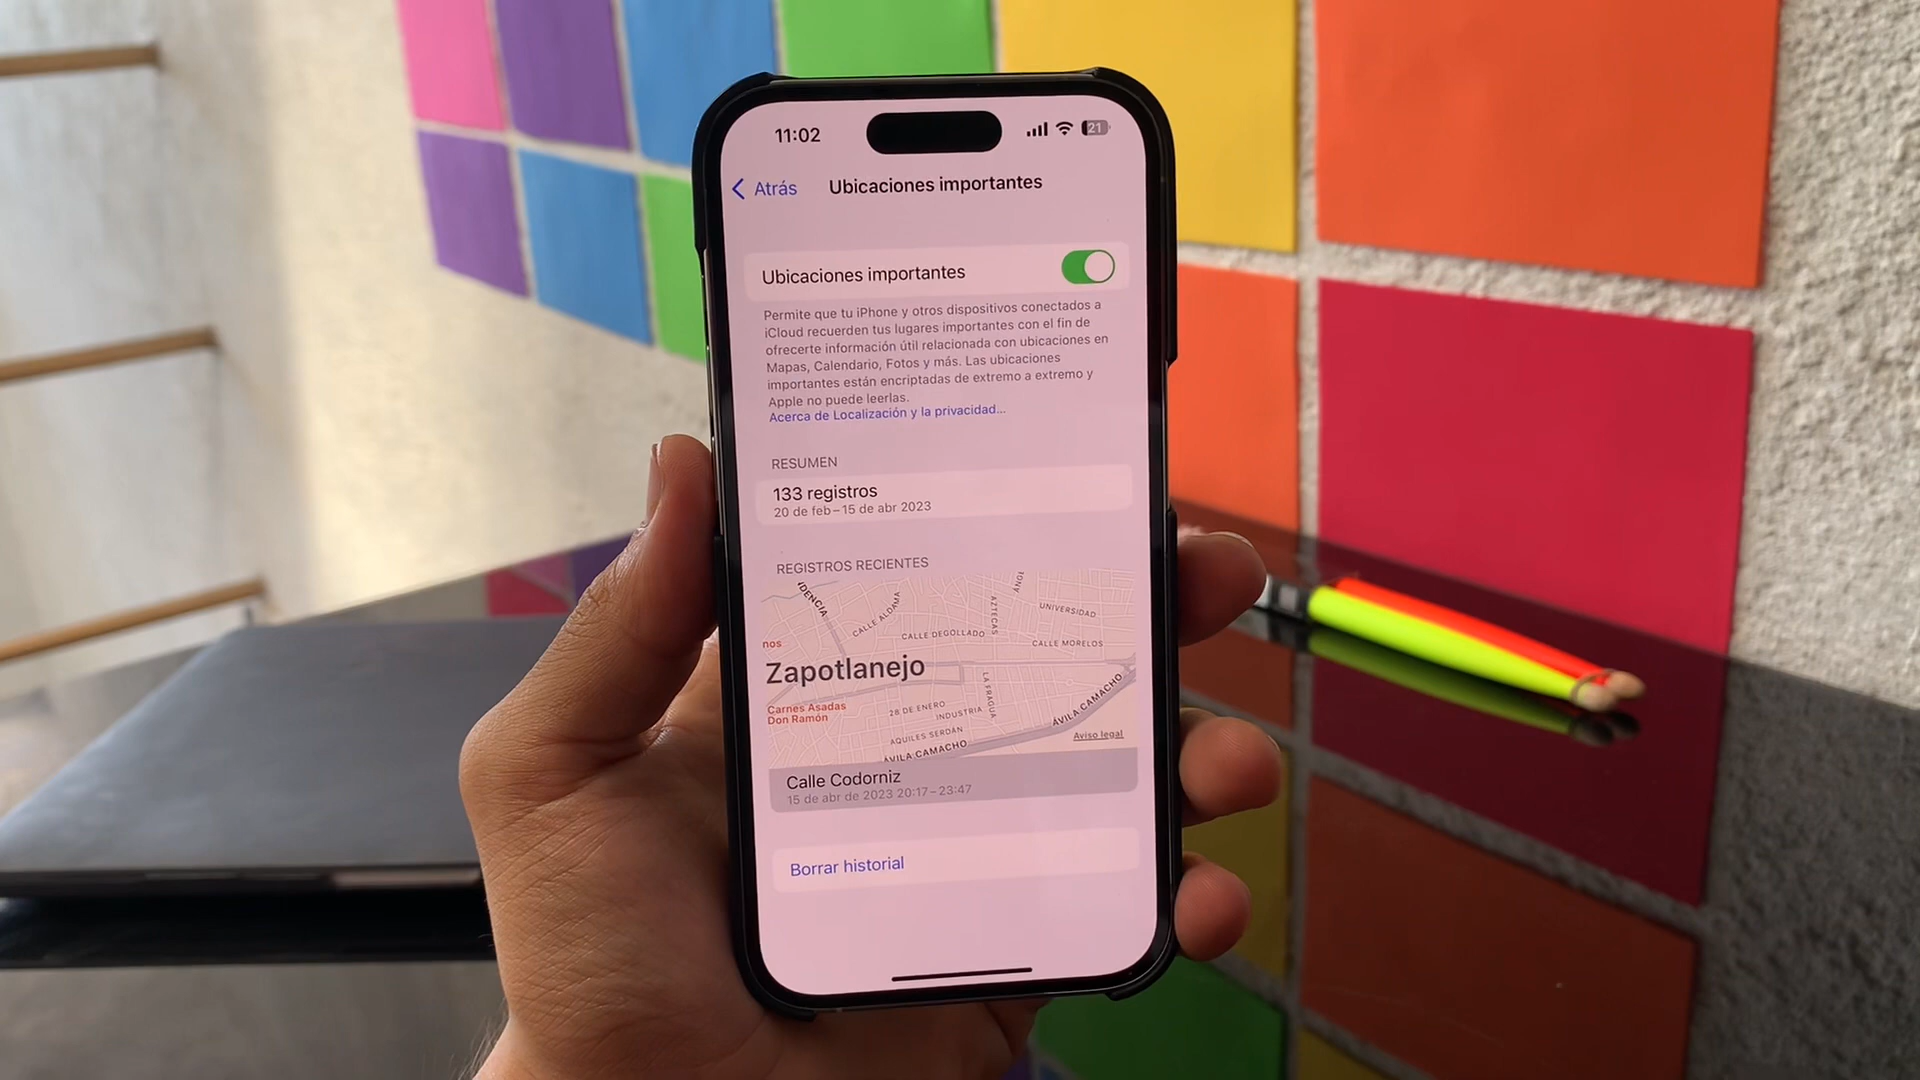 11:02
21
Atrás
Ubicaciones importantes
Ubicaciones importantes
Permite que tu iPhone y otros dispositivos conectados a
iCloud recuerden tus lugares importantes con el fin de
ofrecerte información útil relacionada con ubicaciones en
Mapas, Calendario, Fotos y más. Las ubicaciones
importantes están encriptadas de extremo a extremo y
Apple no puede leerlas.
Acerca de Localización y la privacidad...
RESUMEN
133 registros
20 de feb – 15 de abr 2023
REGISTROS RECIENTES
IDENCIA
CALLE ALDAMA
AZTECAS
ÁNGE
UNIVERSIDAD
CALLE DEGOLLADO
CALLE MORELOS
nos
Zapotlanejo
Carnes Asadas
Don Ramón
28 DE ENERO
INDUSTRIA
LA FRAGUA
ÁVILA CAMACHO
AQUILES SERDÁN
ÁVILA CAMACHO
Aviso legal
Calle Codorniz
15 de abr de 2023 20:17 – 23:47
Borrar historial